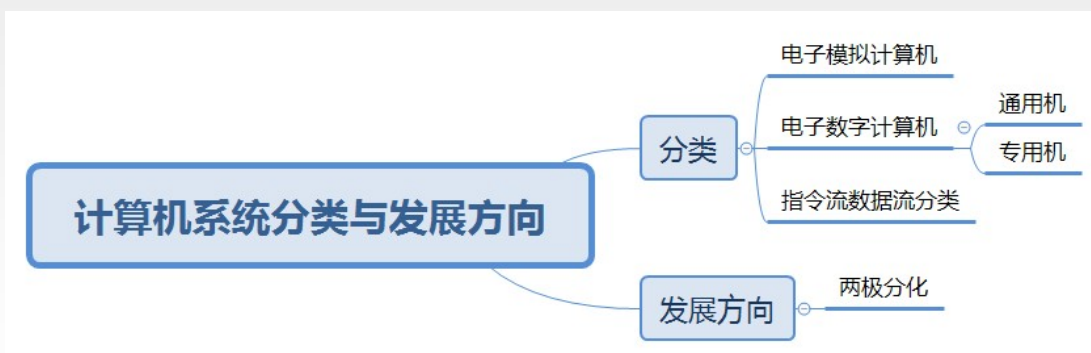 计算机系统分类与发展方向
分类
电子模拟计算机
电子数字计算机
通用机
专用机
指令流数据流分类
发展方向
两极分化